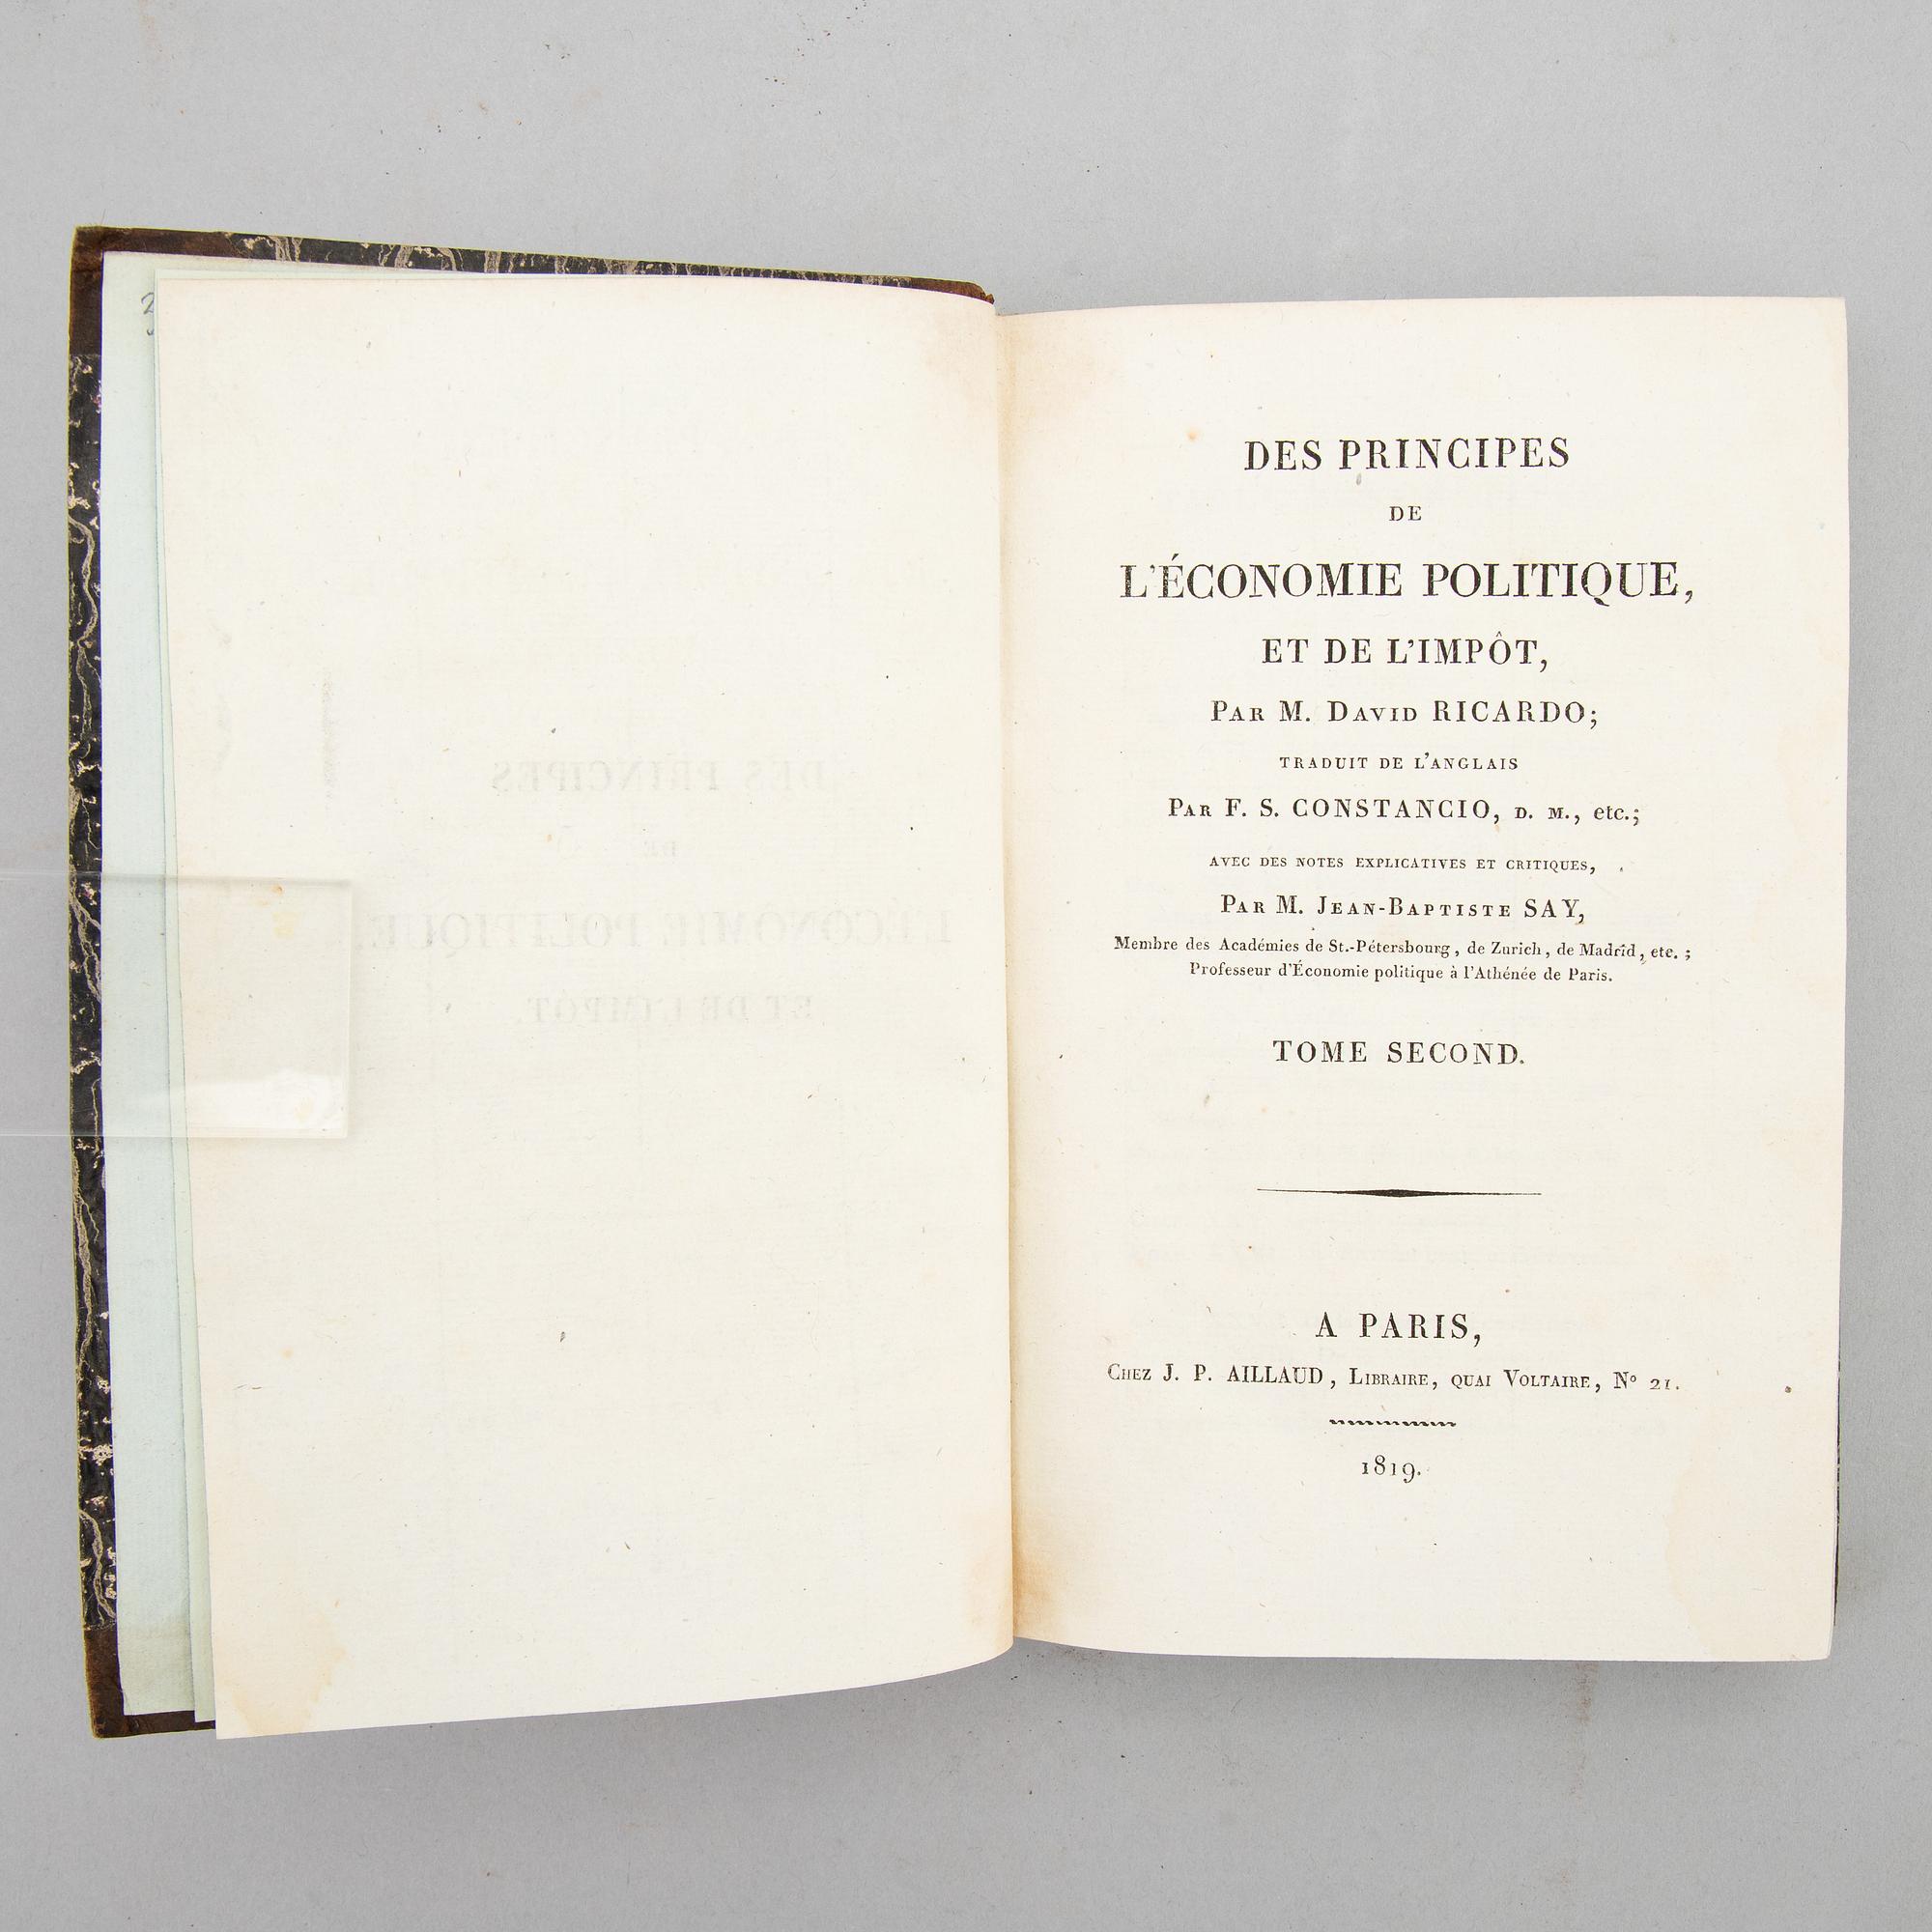 DES PRINCIPES
DE
L'ÉCONOMIE POLITIQUE,
ET DE L'IMPÔT,
PAR M. DAVID RICARDO;
TRADUIT DE L'ANGLAIS
PAR F. S. CONSTANCIO, D. M., etc.;
AVEC DES NOTES EXPLICATIVES ET CRITIQUES,
PAR M. JEAN-BAPTISTE SAY,
Membre des Académies de St.-Pétersbourg, de Zurich, de Madrid, etc.;
Professeur d'Économie politique à l'Athénée de Paris.
TOME SECOND.
A PARIS,
CHEZ J. P. AILLAUD, LIBRAIRE, QUAI VOLTAIRE, Nº 21.
1819.